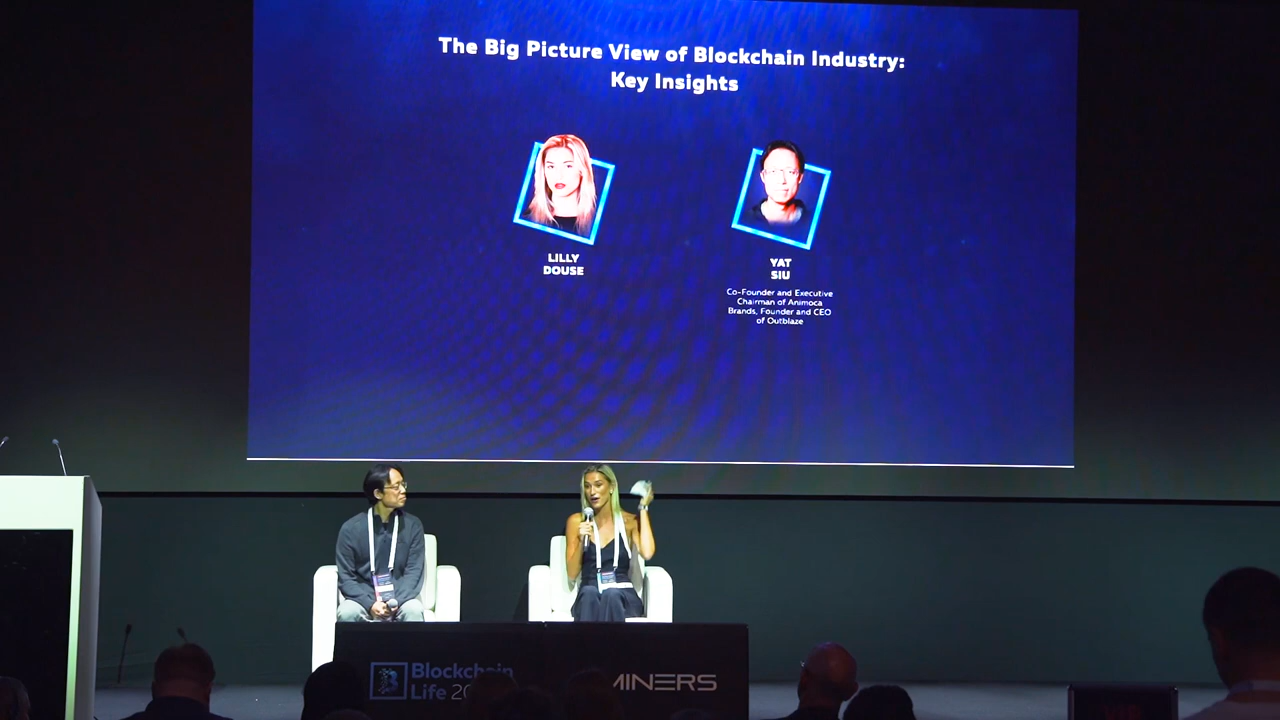 The Big Picture View of Blockchain Industry:
Key Insights
LILLY
DOUSE
YAT
SIU
Co-Founder and Executive
Chairman of Animoca
Brands, Founder and CEO
of Outblaze
Blockchain
Life